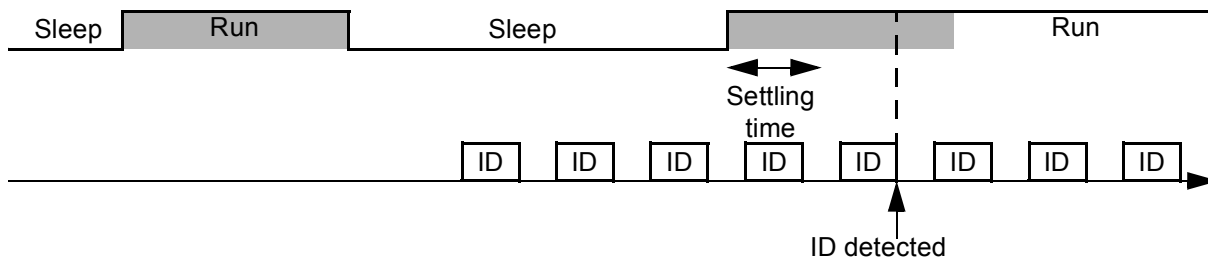 Sleep Run Sleep Run
Settling
time
ID ID ID ID ID ID ID ID
ID detected